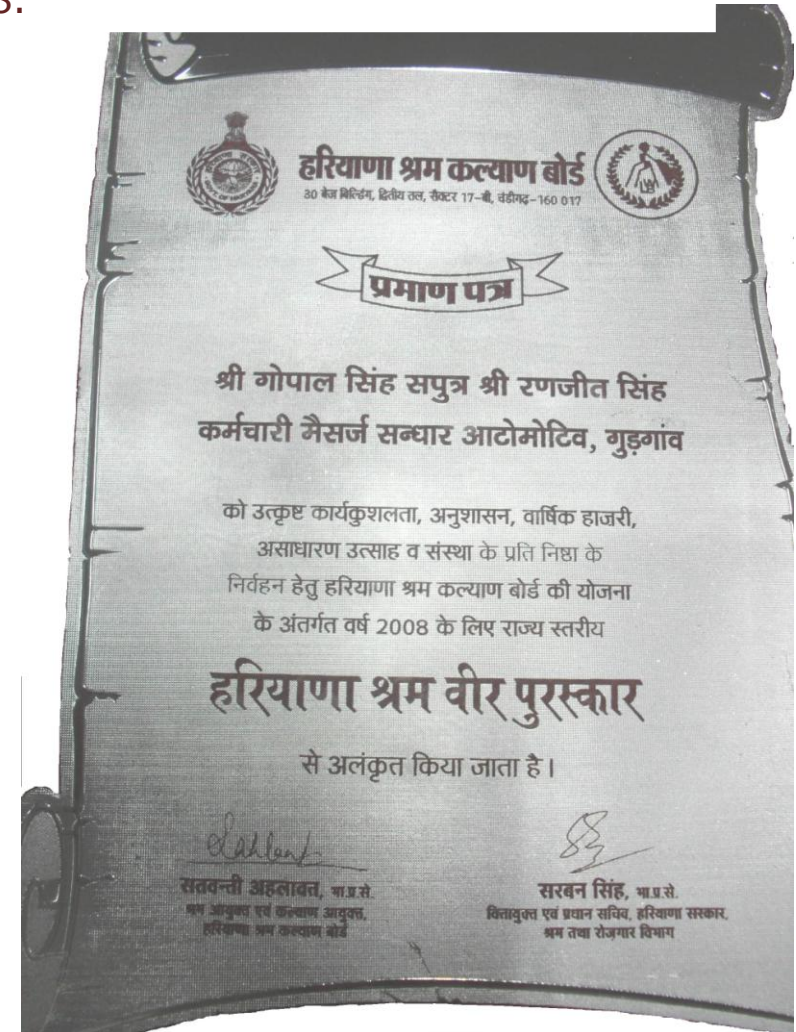 हरियाणा श्रम कल्याण बोर्ड
30 बेज बिल्डिंग, द्वितीय तल, सैक्टर 17-बी, चंडीगढ़-160 017
प्रमाण पत्र
श्री गोपाल सिंह सपुत्र श्री रणजीत सिंह
कर्मचारी मैसर्ज सन्धार आटोमोटिव, गुड़गांव
को उत्कृष्ट कार्यकुशलता, अनुशासन, वार्षिक हाजरी,
असाधारण उत्साह व संस्था के प्रति निष्ठा के
निर्वहन हेतु हरियाणा श्रम कल्याण बोर्ड की योजना
के अंतर्गत वर्ष 2008 के लिए राज्य स्तरीय
हरियाणा श्रम वीर पुरस्कार
से अलंकृत किया जाता है।
सतवन्ती अहलावत, भा.प्र.से.
श्रम आयुक्त एवं कल्याण आयुक्त,
हरियाणा श्रम कल्याण बोर्ड
सरबन सिंह, भा.प्र.से.
वित्तायुक्त एवं प्रधान सचिव, हरियाणा सरकार,
श्रम तथा रोजगार विभाग